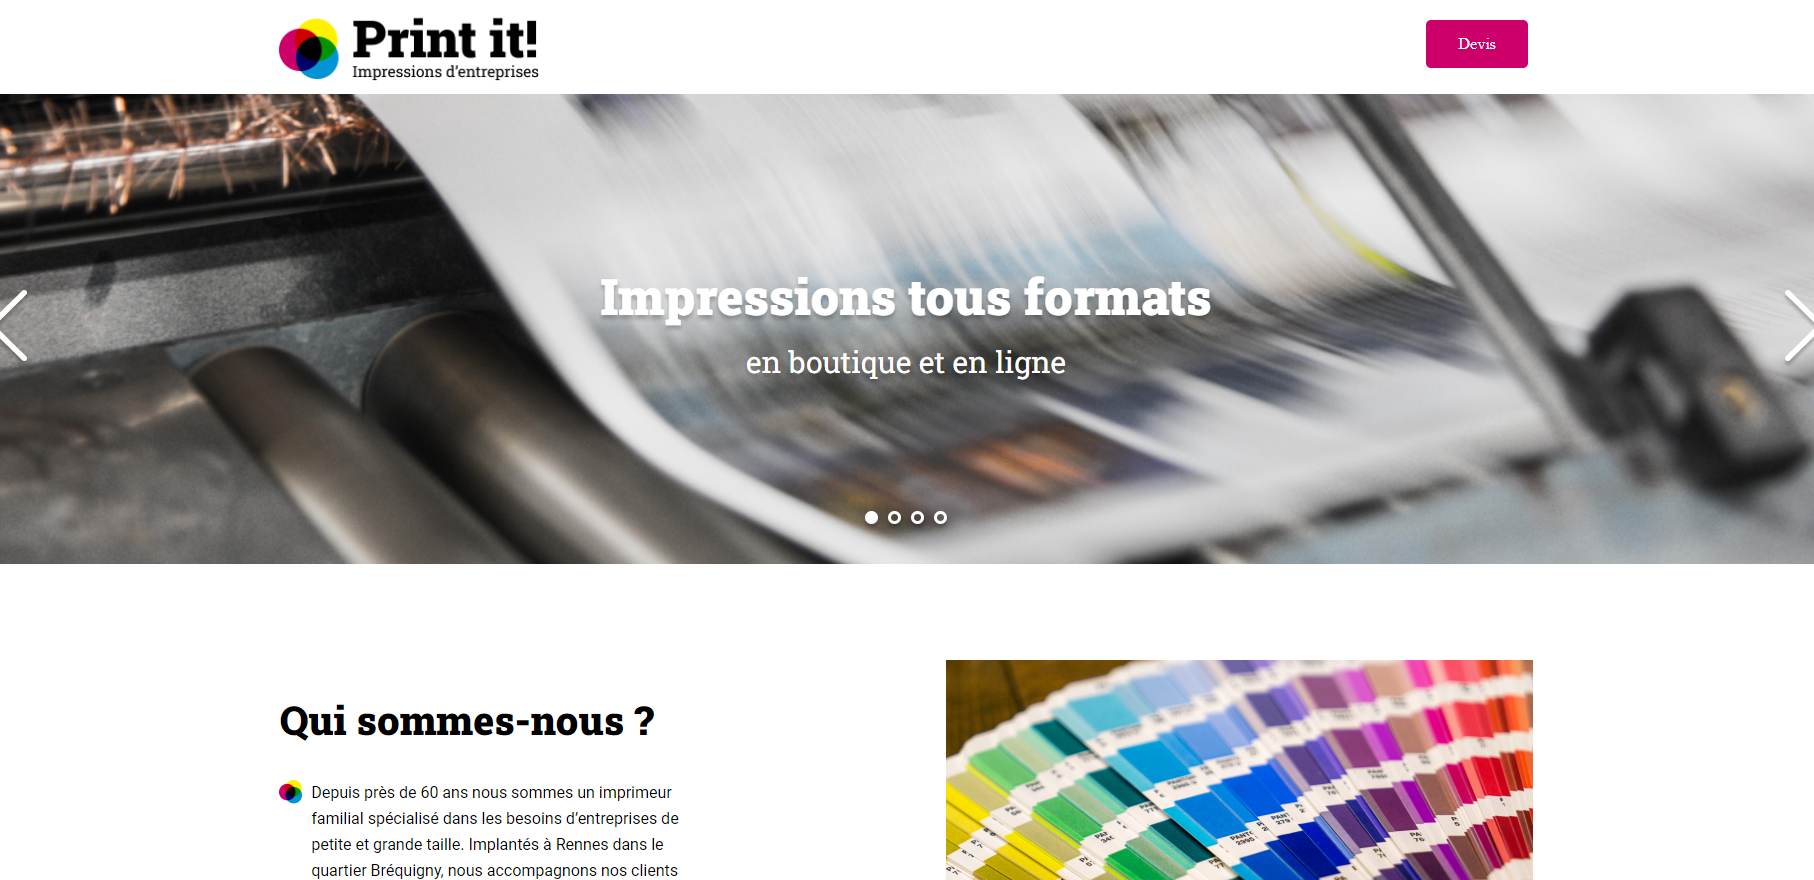 Print it!
Impressions d'entreprises
Devis
Impressions tous formats
en boutique et en ligne
Qui sommes-nous ?
Depuis près de 60 ans nous sommes un imprimeur
familial spécialisé dans les besoins d'entreprises de
petite et grande taille. Implantés à Rennes dans le
quartier Bréquigny, nous accompagnons nos clients